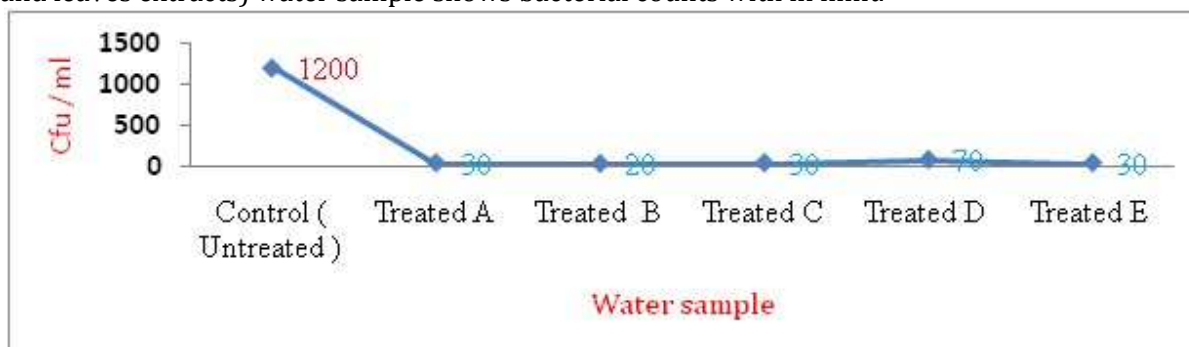 1500
1000
500
0
Cfu / ml
1200
30
20
30
70
30
Control (
Untreated )
Treated A
Treated B
Treated C
Treated D
Treated E
Water sample